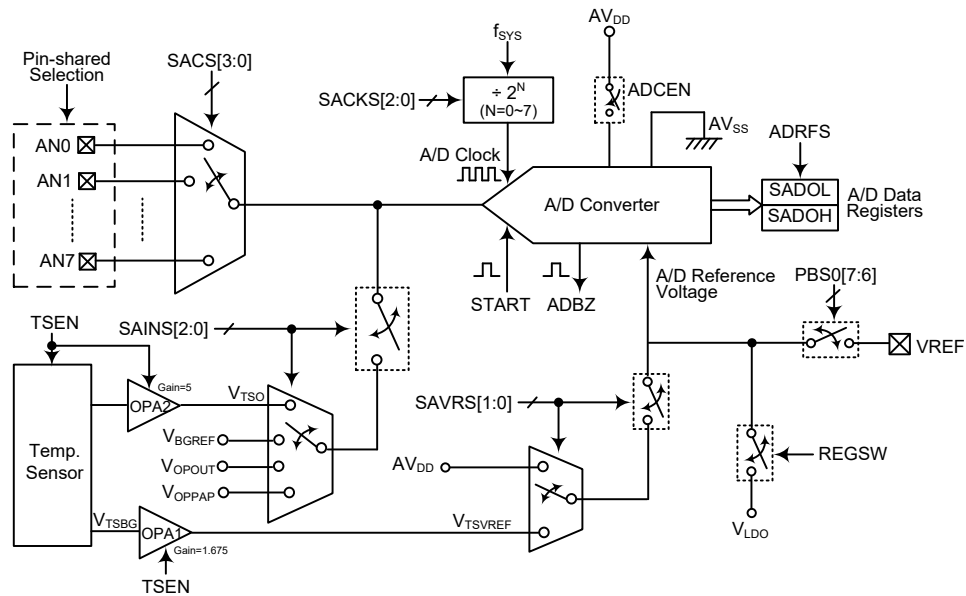 Pin-shared
Selection
SACS[3:0]
AN0
AN1
AN7
fSYS
SACKS[2:0]
÷ 2^N
(N=0~7)
A/D Clock
AVDD
ADCEN
AVSS
A/D Converter
ADRFS
SADOL
SADOH
A/D Data
Registers
START
ADBZ
A/D Reference
Voltage
PBS0[7:6]
VREF
TSEN
SAINS[2:0]
Temp.
Sensor
OPA2
Gain=5
VTSO
VBGREF
VOPOUT
VOPPAP
SAVRS[1:0]
AVDD
REGSW
VLDO
VTSBG
OPA1
Gain=1.675
VTSVREF
TSEN